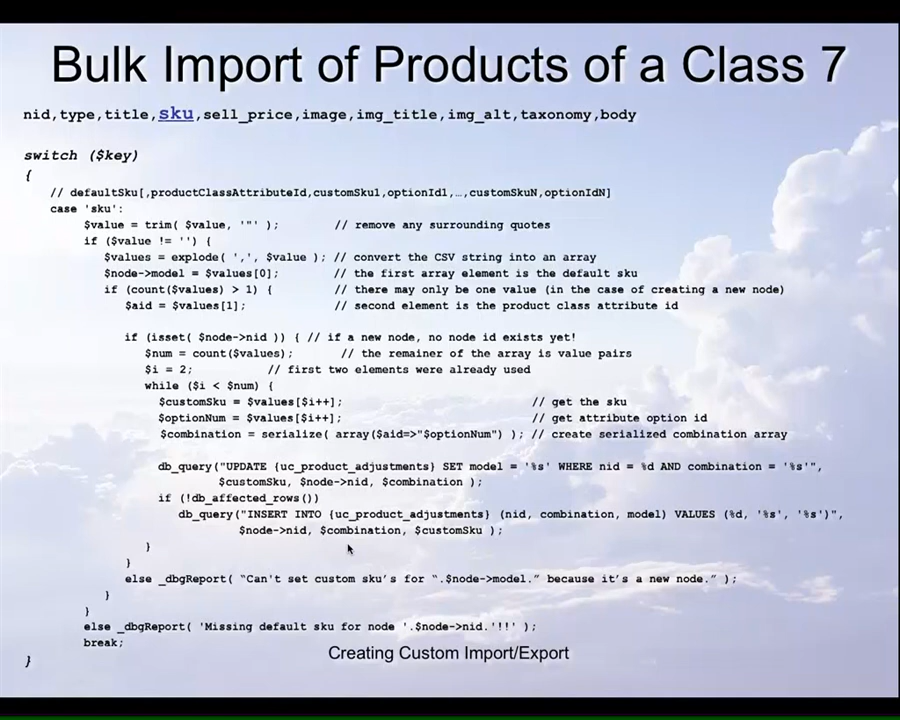 Bulk Import of Products of a Class 7
nid,type,title,sku,sell_price,image,img_title,img_alt,taxonomy,body
switch ($key)
{
// defaultSku[,productClassAttributeId,customSku1,optionId1,…,customSkuN,optionIdN]
case 'sku':
$value = trim( $value, '"' ); // remove any surrounding quotes
if ($value != '') {
$values = explode( ',', $value ); // convert the CSV string into an array
$node->model = $values[0]; // the first array element is the default sku
if (count($values) > 1) { // there may only be one value (in the case of creating a new node)
$aid = $values[1]; // second element is the product class attribute id
if (isset( $node->nid )) { // if a new node, no node id exists yet!
$num = count($values); // the remainer of the array is value pairs
$i = 2; // first two elements were already used
while ($i < $num) {
$customSku = $values[$i++]; // get the sku
$optionNum = $values[$i++]; // get attribute option id
$combination = serialize( array($aid=>"$optionNum") ); // create serialized combination array
db_query("UPDATE {uc_product_adjustments} SET model = '%s' WHERE nid = %d AND combination = '%s'",
$customSku, $node->nid, $combination );
if (!db_affected_rows())
db_query("INSERT INTO {uc_product_adjustments} (nid, combination, model) VALUES (%d, '%s', '%s')",
$node->nid, $combination, $customSku );
}
}
else _dbgReport( “Can't set custom sku’s for “.$node->model.” because it’s a new node.” );
}
}
else _dbgReport( 'Missing default sku for node '.$node->nid.'!!' );
break;
}
Creating Custom Import/Export